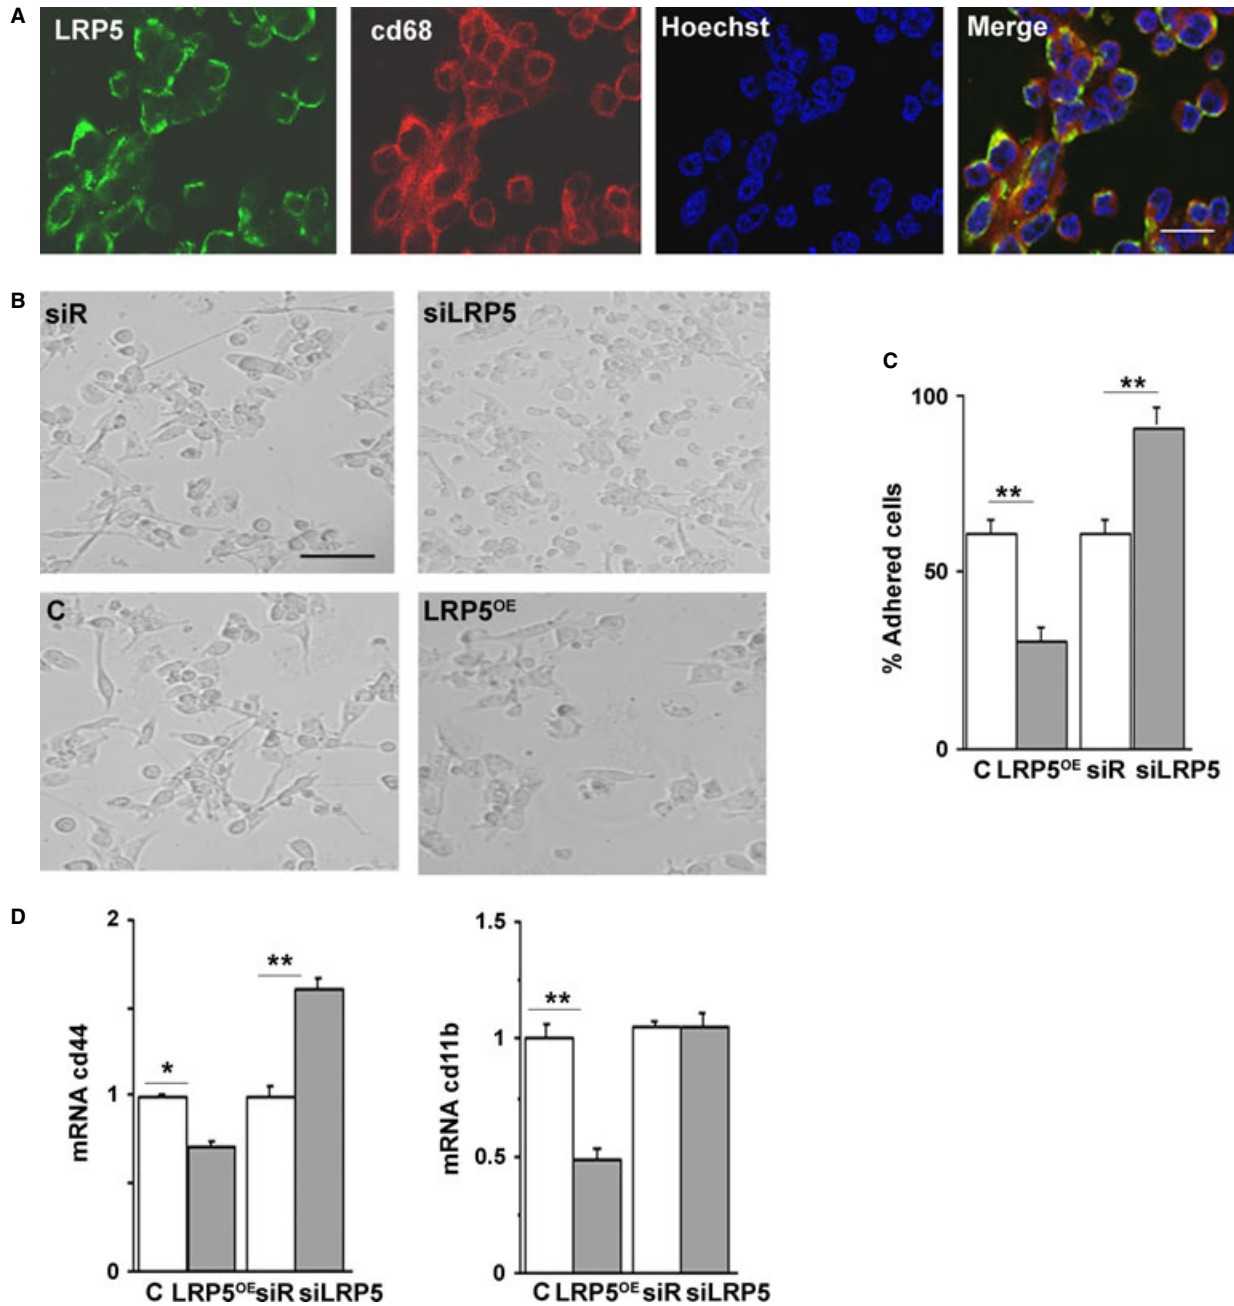 A
LRP5
cd68
Hoechst
Merge
B
siR
siLRP5
C
LRP5OE
C
100
50
0
% Adhered cells
**
**
C LRP5OE siR siLRP5
D
2
1
0
mRNA cd44
*
**
C LRP5OE siR siLRP5
1.5
1
0.5
0
mRNA cd11b
**
C LRP5OE siR siLRP5